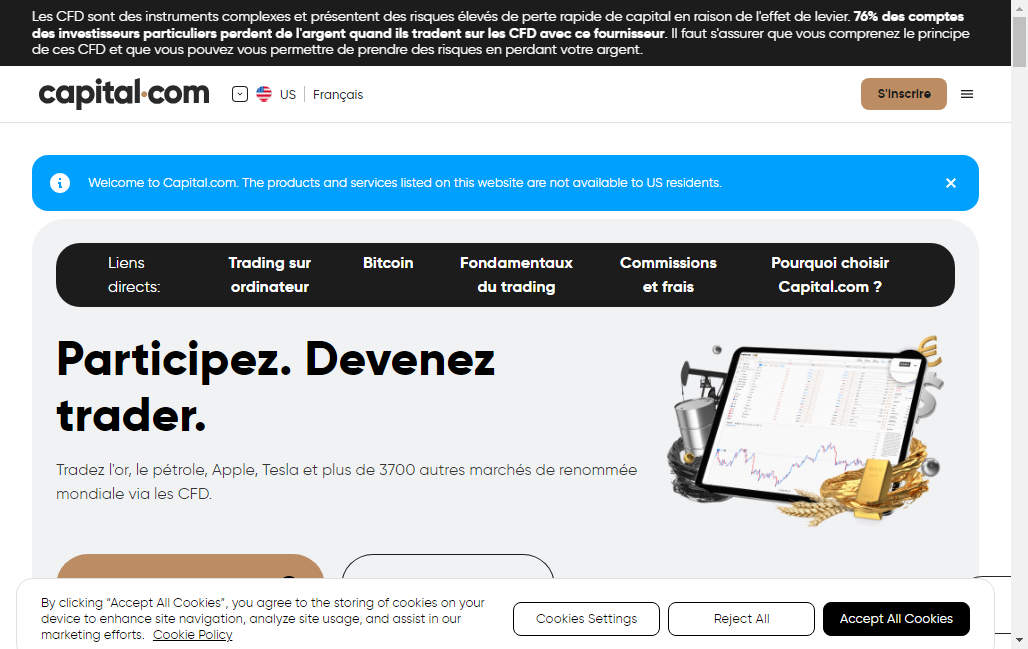 Les CFD sont des instruments complexes et présentent des risques élevés de perte rapide de capital en raison de l'effet de levier. 76% des comptes
des investisseurs particuliers perdent de l'argent quand ils tradent sur les CFD avec ce fournisseur. Il faut s'assurer que vous comprenez le principe
de ces CFD et que vous pouvez vous permettre de prendre des risques en perdant votre argent.
capital.com
US
Français
S'inscrire
Welcome to Capital.com. The products and services listed on this website are not available to US residents.
Liens
directs:
Trading sur
ordinateur
Bitcoin
Fondamentaux
du trading
Commissions
et frais
Pourquoi choisir
Capital.com ?
Participez. Devenez
trader.
Tradez l'or, le pétrole, Apple, Tesla et plus de 3700 autres marchés de renommée
mondiale via les CFD.
By clicking “Accept All Cookies”, you agree to the storing of cookies on your
device to enhance site navigation, analyze site usage, and assist in our
marketing efforts. Cookie Policy
Cookies Settings
Reject All
Accept All Cookies